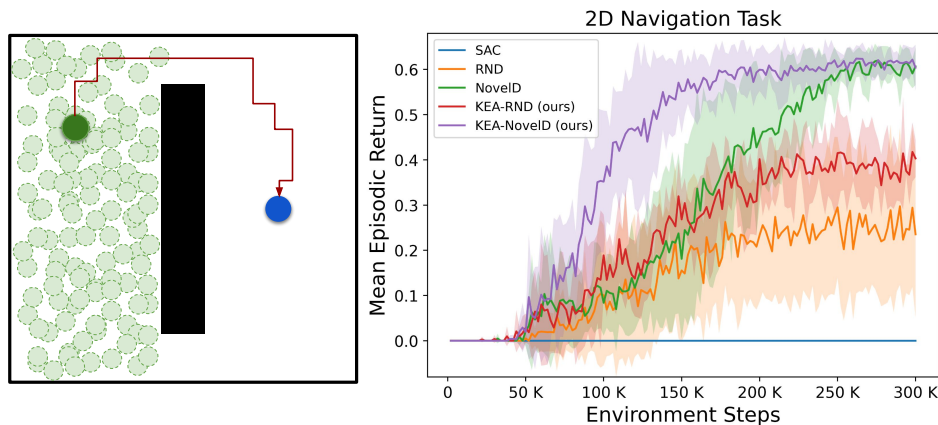 2D Navigation Task
SAC
RND
NovelD
KEA-RND (ours)
KEA-NovelD (ours)
Mean Episodic Return
0.6
0.5
0.4
0.3
0.2
0.1
0.0
0
50 K
100 K
150 K
200 K
250 K
300 K
Environment Steps